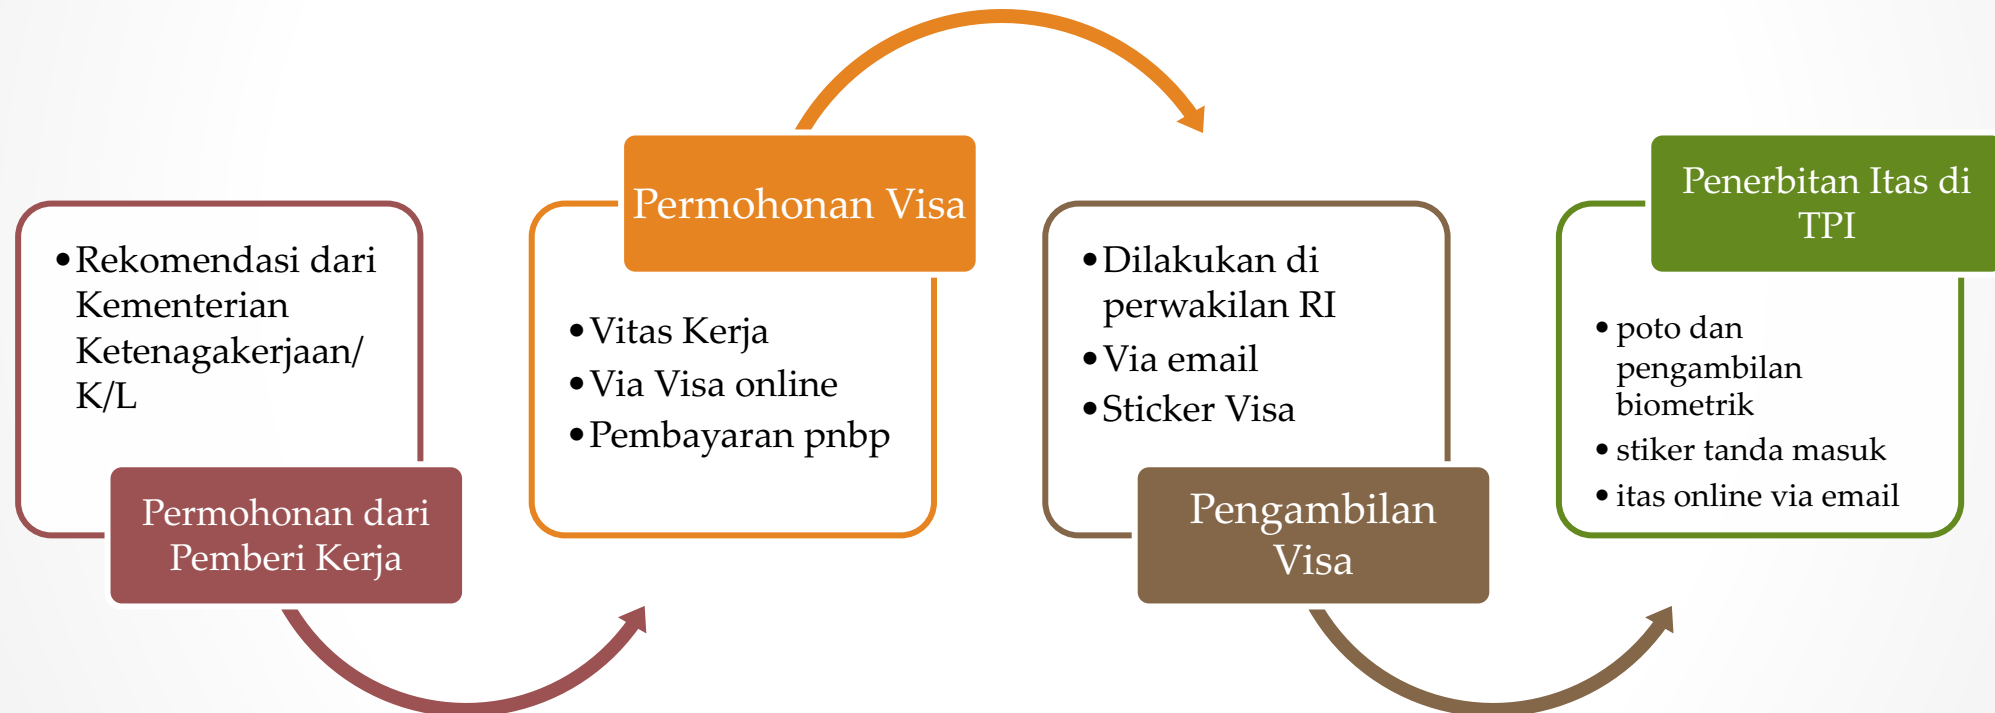 •Rekomendasi dari
Kementerian
Ketenagakerjaan/
K/L
Permohonan dari
Pemberi Kerja
Permohonan Visa
•Vitas Kerja
•Via Visa online
•Pembayaran pnbp
•Dilakukan di
perwakilan RI
•Via email
•Sticker Visa
Pengambilan
Visa
Penerbitan Itas di
TPI
• poto dan
pengambilan
biometrik
• stiker tanda masuk
• itas online via email